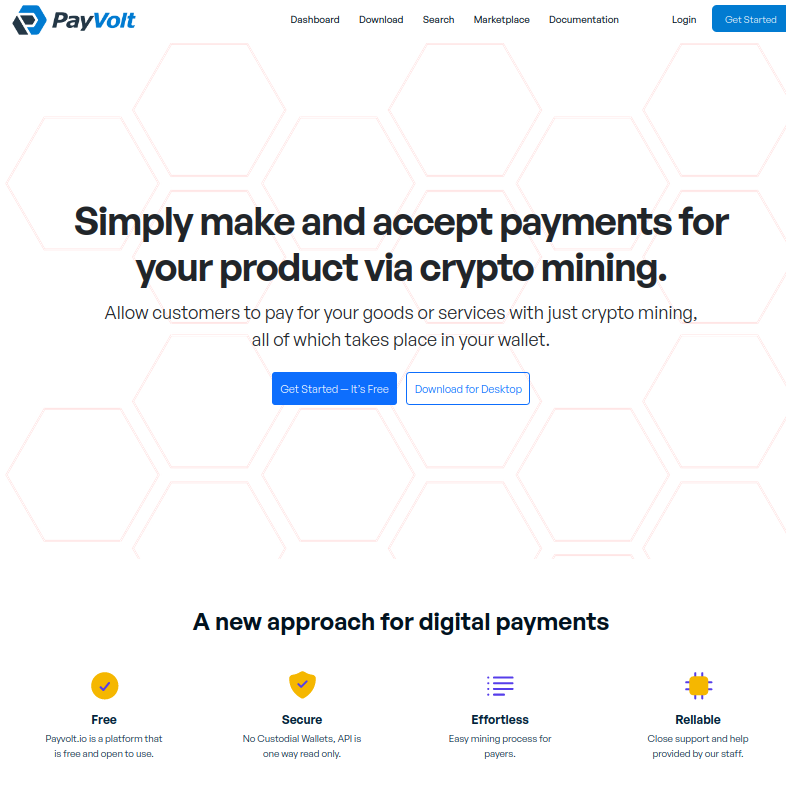 PayVolt
Dashboard Download Search Marketplace Documentation Login Get Started
Simply make and accept payments for
your product via crypto mining.
Allow customers to pay for your goods or services with just crypto mining,
all of which takes place in your wallet.
Get Started — It's Free Download for Desktop
A new approach for digital payments
Free
Payvolt.io is a platform that
is free and open to use.
Secure
No Custodial Wallets, API is
one way read only.
Effortless
Easy mining process for
payers.
Reliable
Close support and help
provided by our staff.